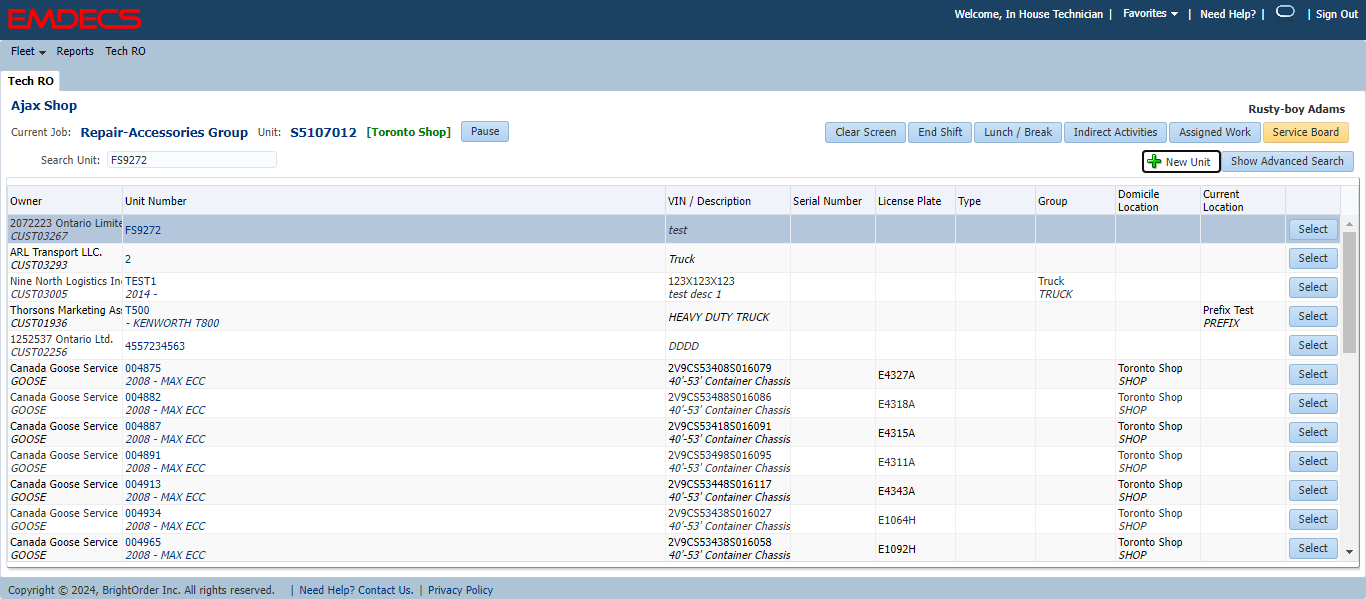 EMDECS
Welcome, In House Technician | Favorites | Need Help? | | Sign Out
Fleet Reports Tech RO
Tech RO
Ajax Shop
Rusty-boy Adams
Current Job: Repair-Accessories Group Unit: S5107012 [Toronto Shop] Pause
Clear Screen End Shift Lunch / Break Indirect Activities Assigned Work Service Board
Search Unit: FS9272
New Unit Show Advanced Search
Owner Unit Number VIN / Description Serial Number License Plate Type Group Domicile Location Current Location
2072223 Ontario Limite FS9272 test Select
CUST03267
ARL Transport LLC. 2 Truck Select
CUST03293
Nine North Logistics In TEST1 123X123X123 Truck Select
CUST03005 2014 - test desc 1 TRUCK
Thorsons Marketing As T500 HEAVY DUTY TRUCK Prefix Test Select
CUST01936 - KENWORTH T800 PREFIX
1252537 Ontario Ltd. 4557234563 DDDD Select
CUST02256
Canada Goose Service 004875 2V9CS53408S016079 E4327A Toronto Shop Select
GOOSE 2008 - MAX ECC 40'-53' Container Chassis SHOP
Canada Goose Service 004882 2V9CS53488S016086 E4318A Toronto Shop Select
GOOSE 2008 - MAX ECC 40'-53' Container Chassis SHOP
Canada Goose Service 004887 2V9CS53418S016091 E4315A Toronto Shop Select
GOOSE 2008 - MAX ECC 40'-53' Container Chassis SHOP
Canada Goose Service 004891 2V9CS53498S016095 E4311A Toronto Shop Select
GOOSE 2008 - MAX ECC 40'-53' Container Chassis SHOP
Canada Goose Service 004913 2V9CS53448S016117 E4343A Toronto Shop Select
GOOSE 2008 - MAX ECC 40'-53' Container Chassis SHOP
Canada Goose Service 004934 2V9CS53438S016027 E1064H Toronto Shop Select
GOOSE 2008 - MAX ECC 40'-53' Container Chassis SHOP
Canada Goose Service 004965 2V9CS53438S016058 E1092H Toronto Shop Select
GOOSE 2008 - MAX ECC 40'-53' Container Chassis SHOP
Copyright © 2024, BrightOrder Inc. All rights reserved. | Need Help? Contact Us. | Privacy Policy